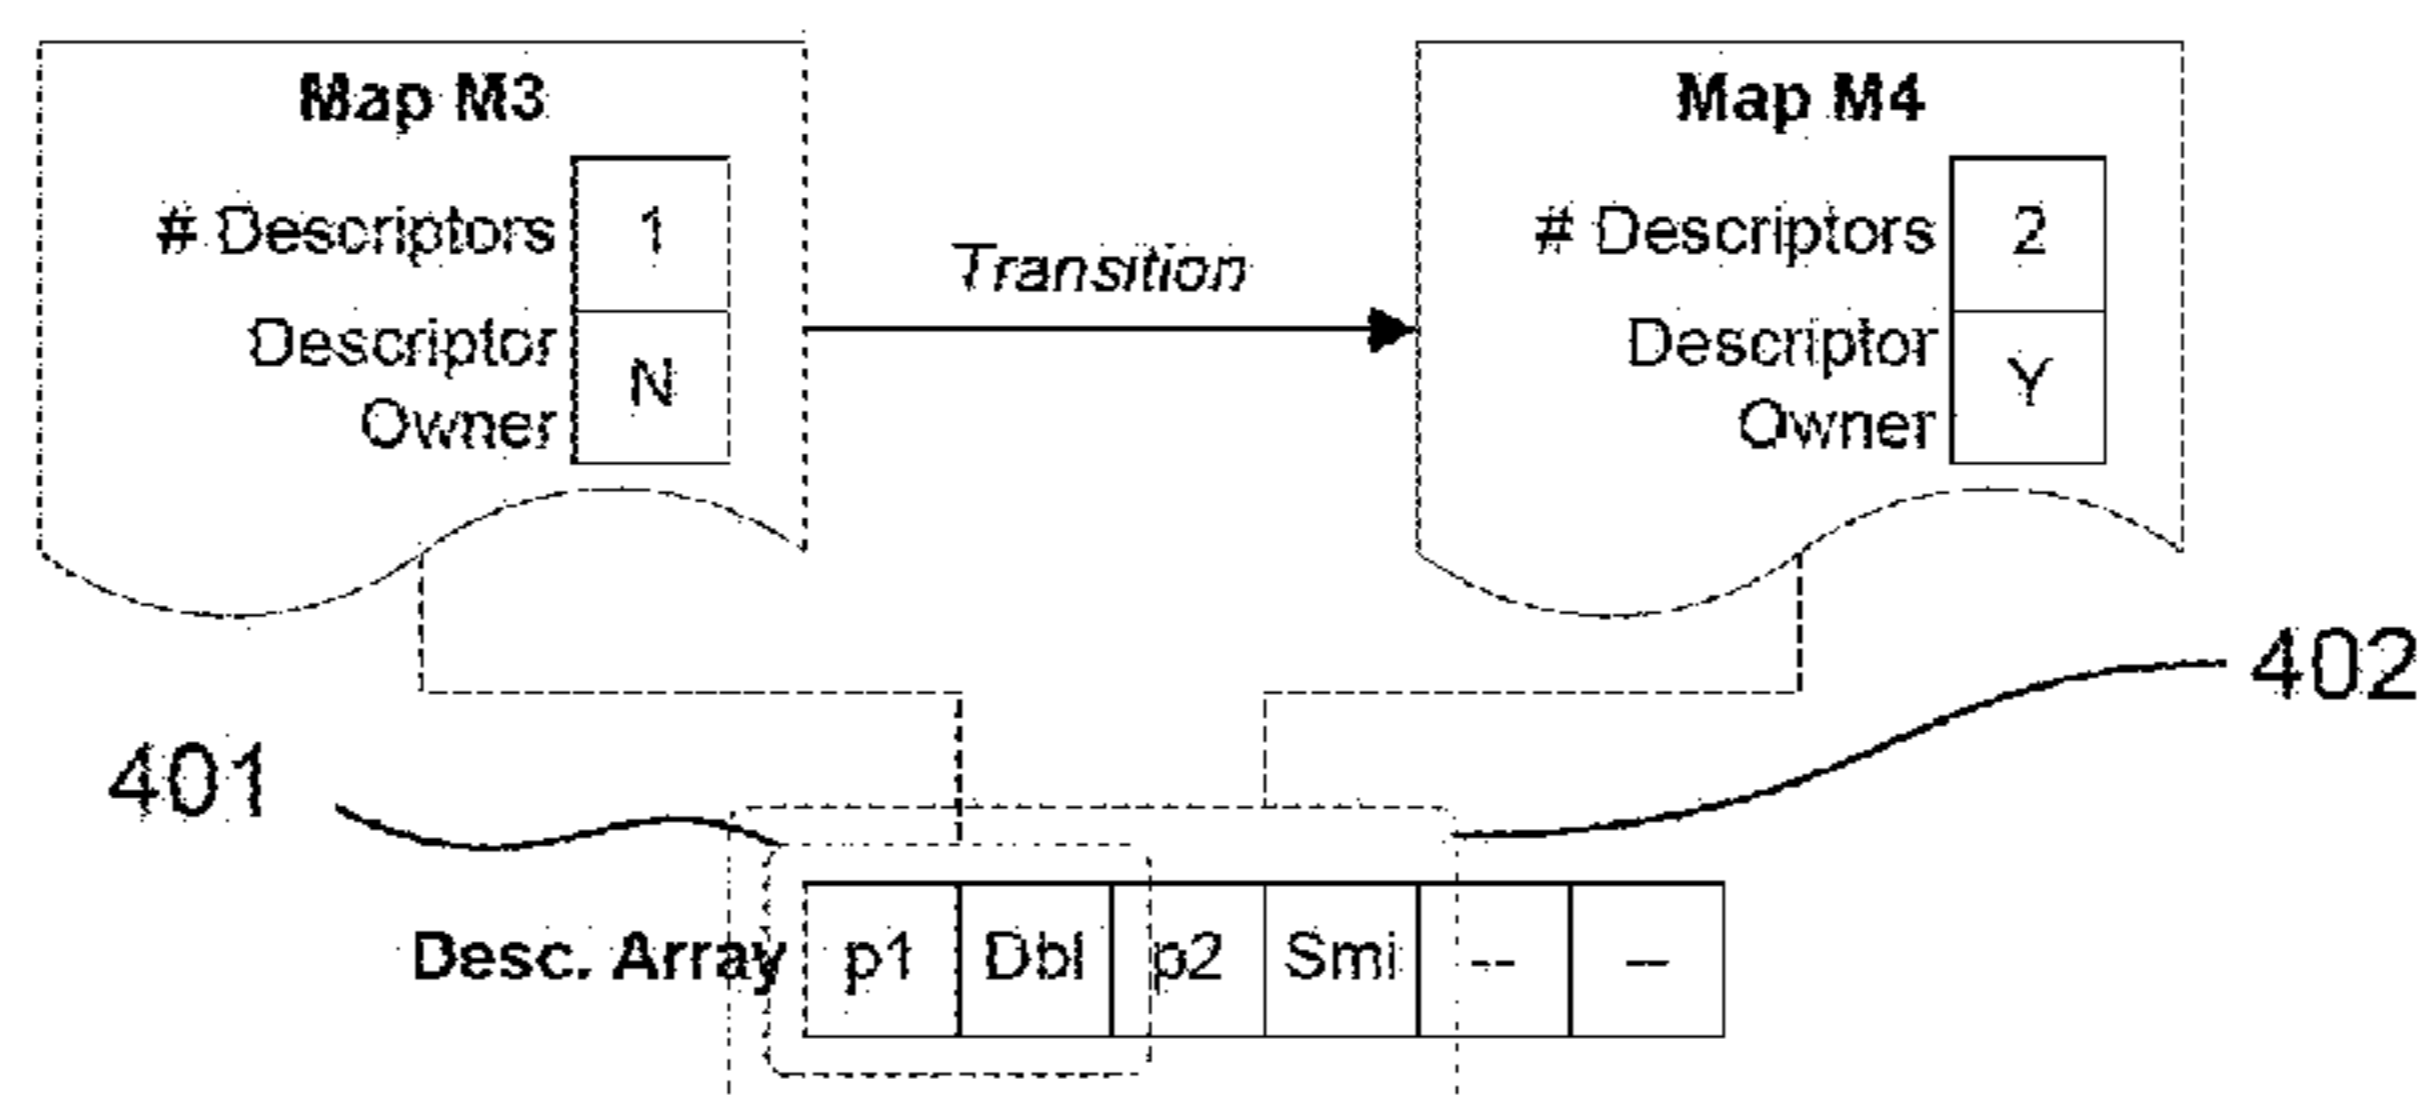 Map M3
# Descriptors 1
Descriptor
Owner N
Transition
Map M4
# Descriptors 2
Descriptor
Owner Y
401
402
Desc. Array p1 Dbl p2 Smi -- --